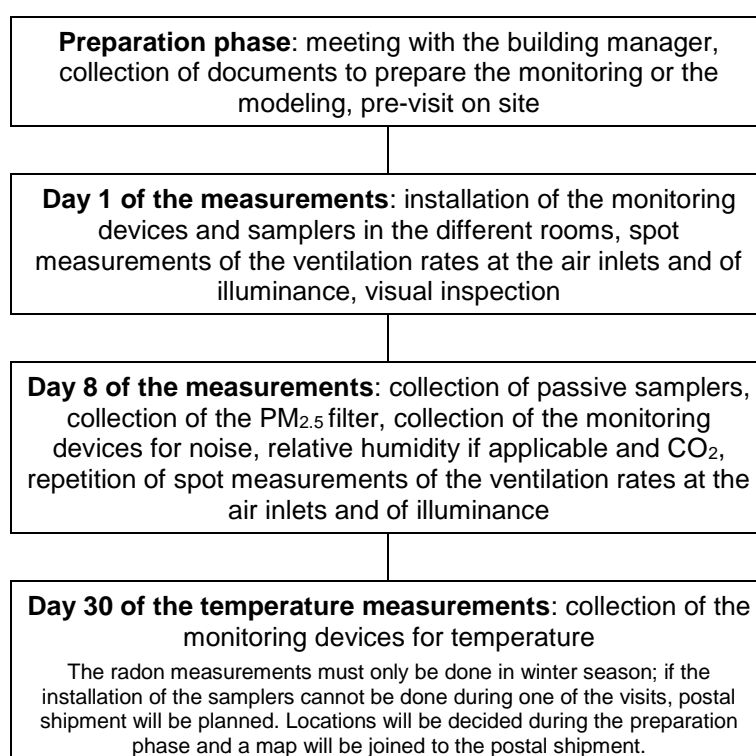 Preparation phase: meeting with the building manager,
collection of documents to prepare the monitoring or the
modeling, pre-visit on site
Day 1 of the measurements: installation of the monitoring
devices and samplers in the different rooms, spot
measurements of the ventilation rates at the air inlets and of
illuminance, visual inspection
Day 8 of the measurements: collection of passive samplers,
collection of the PM2.5 filter, collection of the monitoring
devices for noise, relative humidity if applicable and CO2,
repetition of spot measurements of the ventilation rates at the
air inlets and of illuminance
Day 30 of the temperature measurements: collection of the
monitoring devices for temperature
The radon measurements must only be done in winter season; if the
installation of the samplers cannot be done during one of the visits, postal
shipment will be planned. Locations will be decided during the preparation
phase and a map will be joined to the postal shipment.